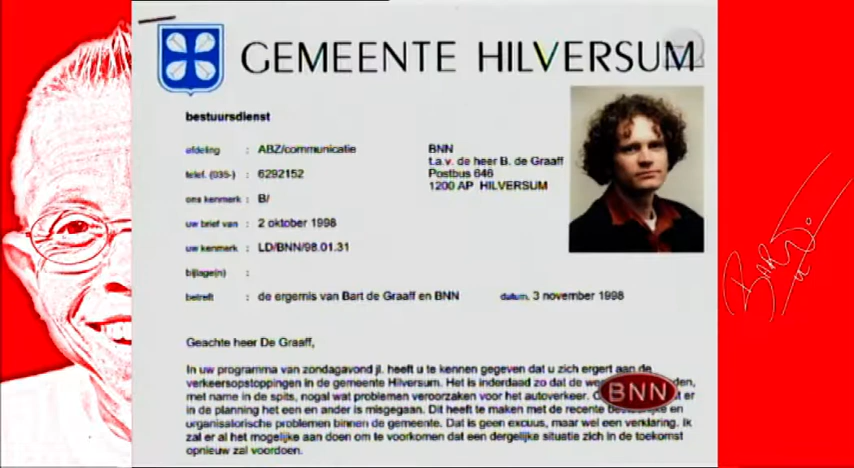 GEMEENTE HILVERSUM
bestuursdienst
afdeling : ABZ/communicatie
BNN
telef. (035-) : 6292152
t.a.v. de heer B. de Graaff
Postbus 646
ons kenmerk : B/
1200 AP HILVERSUM
uw brief van : 2 oktober 1998
uw kenmerk : LD/BNN/98.01.31
bijlage(n) :
betreft : de ergernis van Bart de Graaff en BNN datum. 3 november 1998
Geachte heer De Graaff,
In uw programma van zondagavond jl. heeft u te kennen gegeven dat u zich ergert aan de
verkeersopstoppingen in de gemeente Hilversum. Het is inderdaad zo dat de
met name in de spits, nogal wat problemen veroorzaken voor het autoverkeer. er
in de planning het een en ander is misgegaan. Dit heeft te maken met de recente en
organisatorische problemen binnen de gemeente. Dat is geen excuus, maar wel een verklaring. Ik
zal er al het mogelijke aan doen om te voorkomen dat een dergelijke situatie zich in de toekomst
opnieuw zal voordoen.
BNN
BART